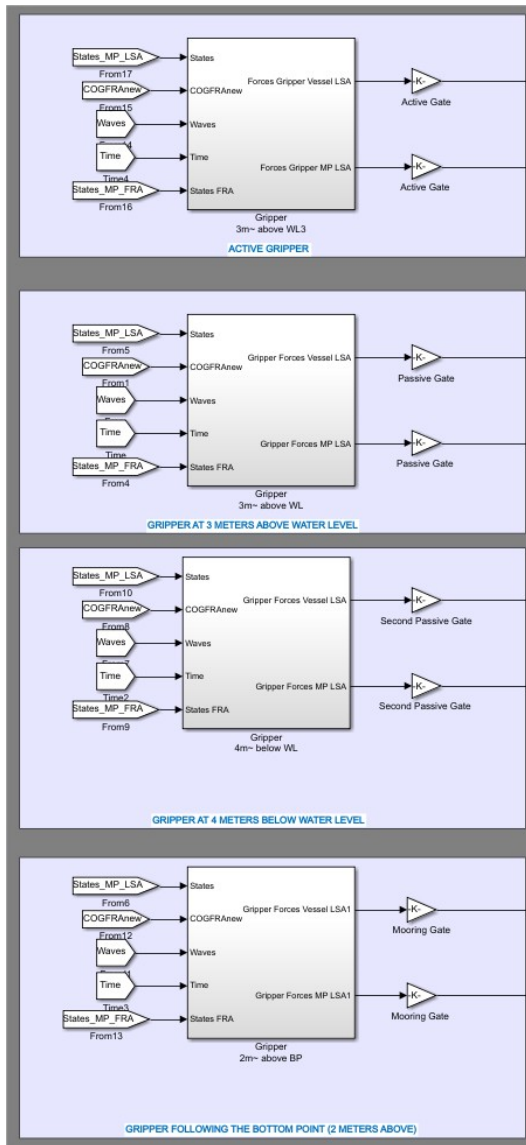 States_MP_LSA
From17
COGFRAnew
From15
Waves
Time
Time4
States_MP_FRA
From16
States
COGFRAnew
Waves
Time
States FRA
Forces Gripper Vessel LSA
Forces Gripper MP LSA
Gripper
3m~ above WL3
-K-
Active Gate
-K-
Active Gate
ACTIVE GRIPPER
States_MP_LSA
From5
COGFRAnew
From1
Waves
Time
Time
States_MP_FRA
From4
States
COGFRAnew
Waves
Time
States FRA
Gripper Forces Vessel LSA
Gripper Forces MP LSA
Gripper
3m~ above WL
-K-
Passive Gate
-K-
Passive Gate
GRIPPER AT 3 METERS ABOVE WATER LEVEL
States_MP_LSA
From10
COGFRAnew
From8
Waves
Time
Time2
States_MP_FRA
From9
States
COGFRAnew
Waves
Time
States FRA
Gripper Forces Vessel LSA
Gripper Forces MP LSA
Gripper
4m~ below WL
-K-
Second Passive Gate
-K-
Second Passive Gate
GRIPPER AT 4 METERS BELOW WATER LEVEL
States_MP_LSA
From6
COGFRAnew
From12
Waves
Time
Time3
States_MP_FRA
From13
States
COGFRAnew
Waves
Time
States FRA
Gripper Forces Vessel LSA1
Gripper Forces MP LSA1
Gripper
2m~ above BP
-K-
Mooring Gate
-K-
Mooring Gate
GRIPPER FOLLOWING THE BOTTOM POINT (2 METERS ABOVE)